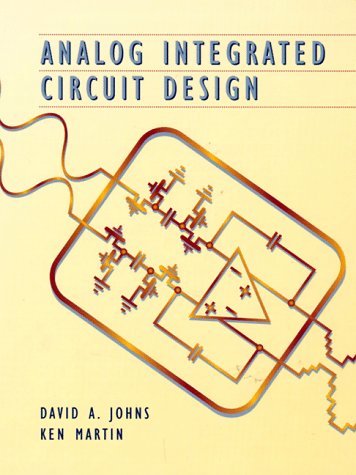 ANALOG INTEGRATED
CIRCUIT DESIGN
DAVID A. JOHNS
KEN MARTIN